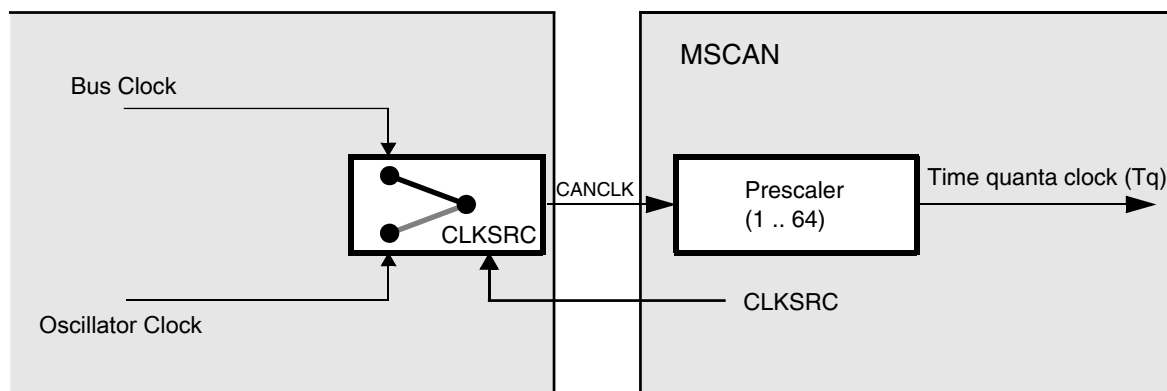 MSCAN
Bus Clock
CANCLK
Prescaler
(1 .. 64)
Time quanta clock (Tq)
CLKSRC
CLKSRC
Oscillator Clock